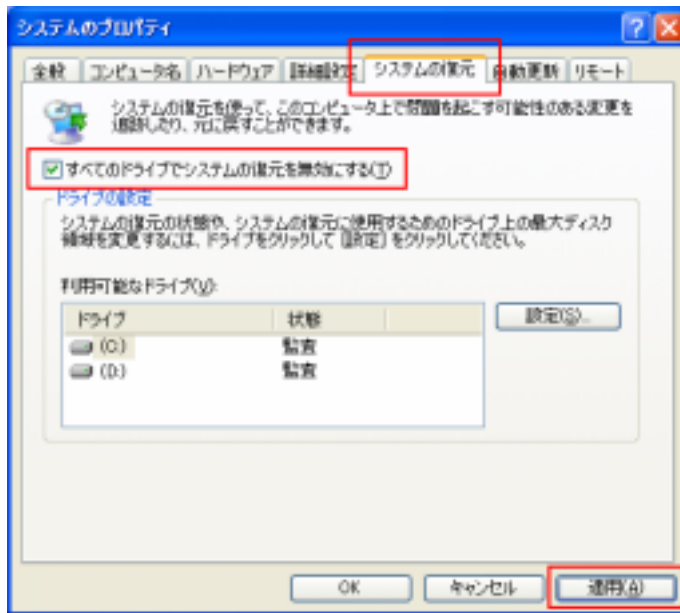 システムのプロパティ
全般 コンピュータ名 ハードウェア 詳細設定 システムの復元 自動更新 リモート
システムの復元を使って、このコンピュータ上で問題を起こす可能性のある変更を
追跡したり、元に戻すことができます。
すべてのドライブでシステムの復元を無効にする(T)
ドライブの設定
システムの復元の状態や、システムの復元に使用するためのドライブ上の最大ディスク
領域を変更するには、ドライブをクリックして [設定] をクリックしてください。
利用可能なドライブ(V):
ドライブ 状態
(C:) 監査
(D:) 監査
設定(S)...
OK キャンセル 適用(A)